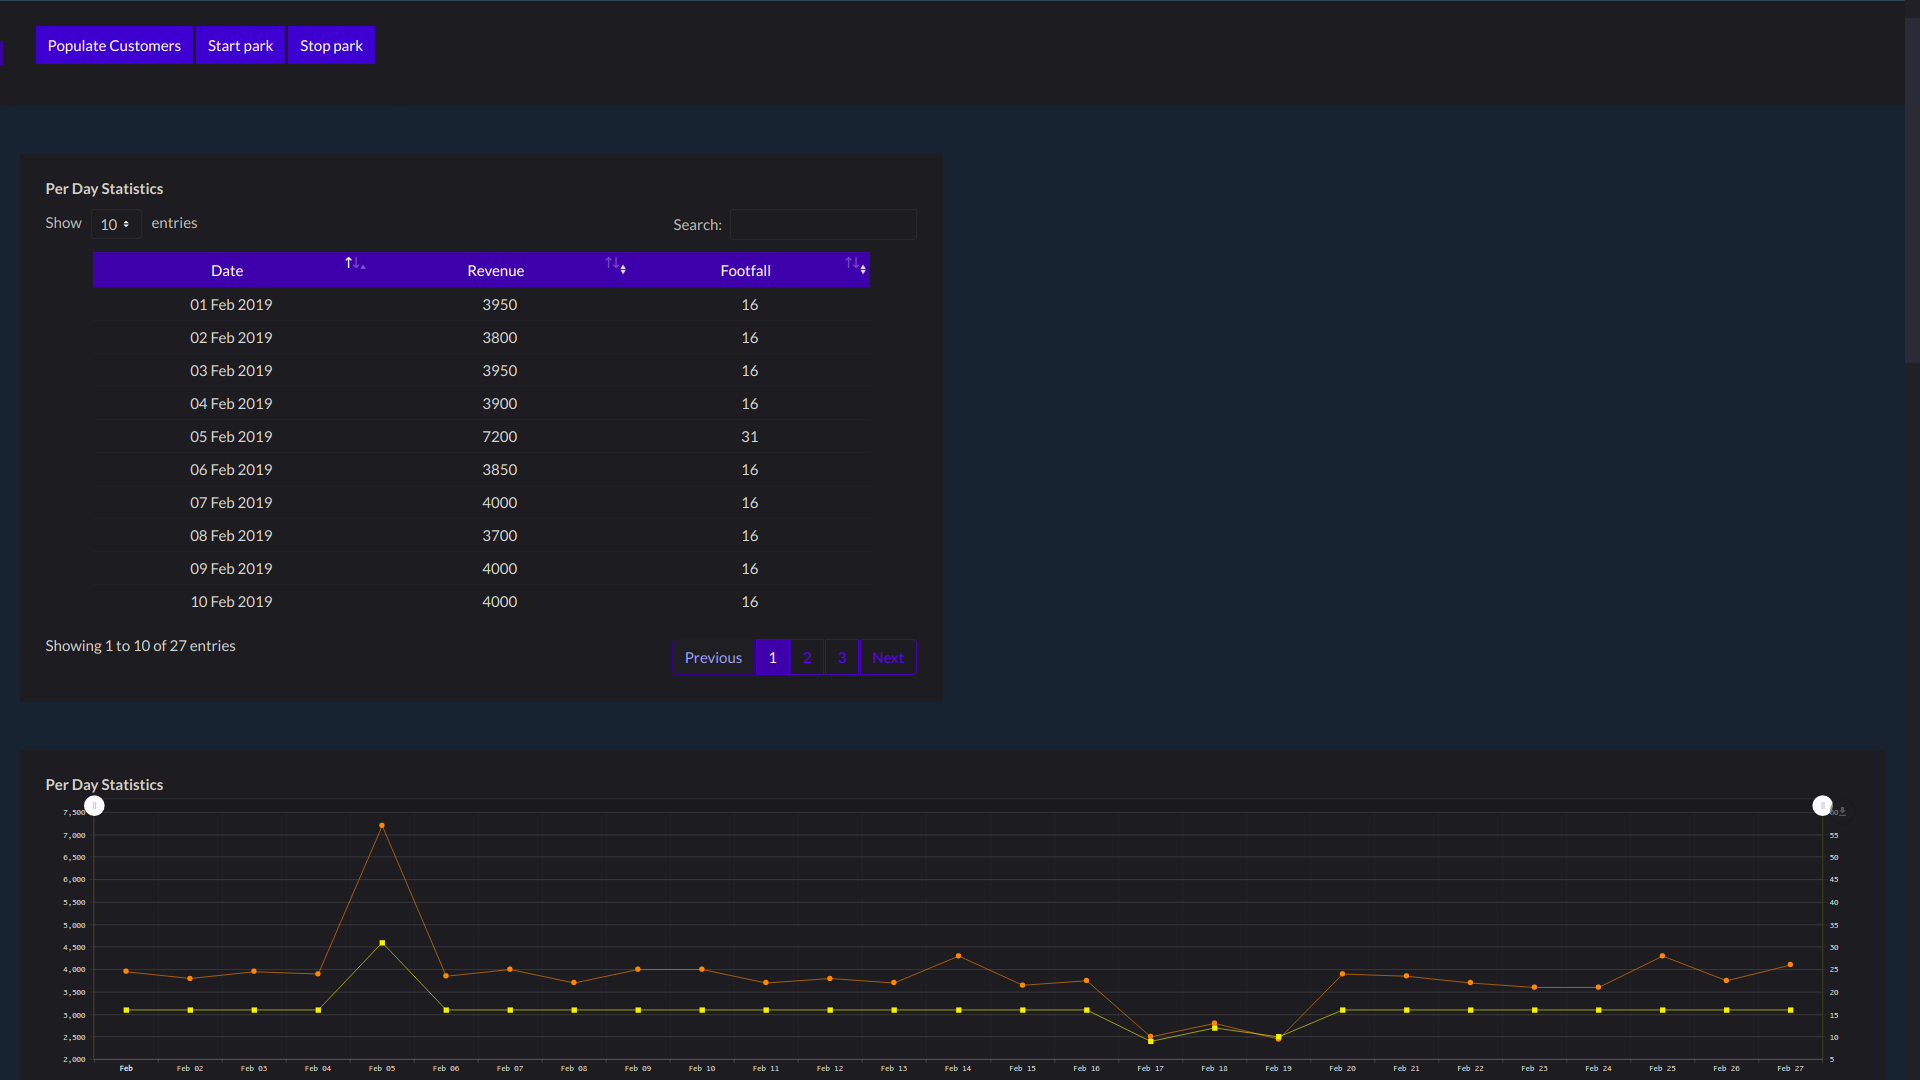 Populate Customers Start park Stop park
Per Day Statistics
Show 10 entries Search:
Date Revenue Footfall
01 Feb 2019 3950 16
02 Feb 2019 3800 16
03 Feb 2019 3950 16
04 Feb 2019 3900 16
05 Feb 2019 7200 31
06 Feb 2019 3850 16
07 Feb 2019 4000 16
08 Feb 2019 3700 16
09 Feb 2019 4000 16
10 Feb 2019 4000 16
Showing 1 to 10 of 27 entries Previous 1 2 3 Next
Per Day Statistics
7,500
7,000 55
6,500 50
6,000 45
5,500 40
5,000 35
4,500 30
4,000 25
3,500 20
3,000 15
2,500 10
2,000 5
Feb Feb 02 Feb 03 Feb 04 Feb 05 Feb 06 Feb 07 Feb 08 Feb 09 Feb 10 Feb 11 Feb 12 Feb 13 Feb 14 Feb 15 Feb 16 Feb 17 Feb 18 Feb 19 Feb 20 Feb 21 Feb 22 Feb 23 Feb 24 Feb 25 Feb 26 Feb 27